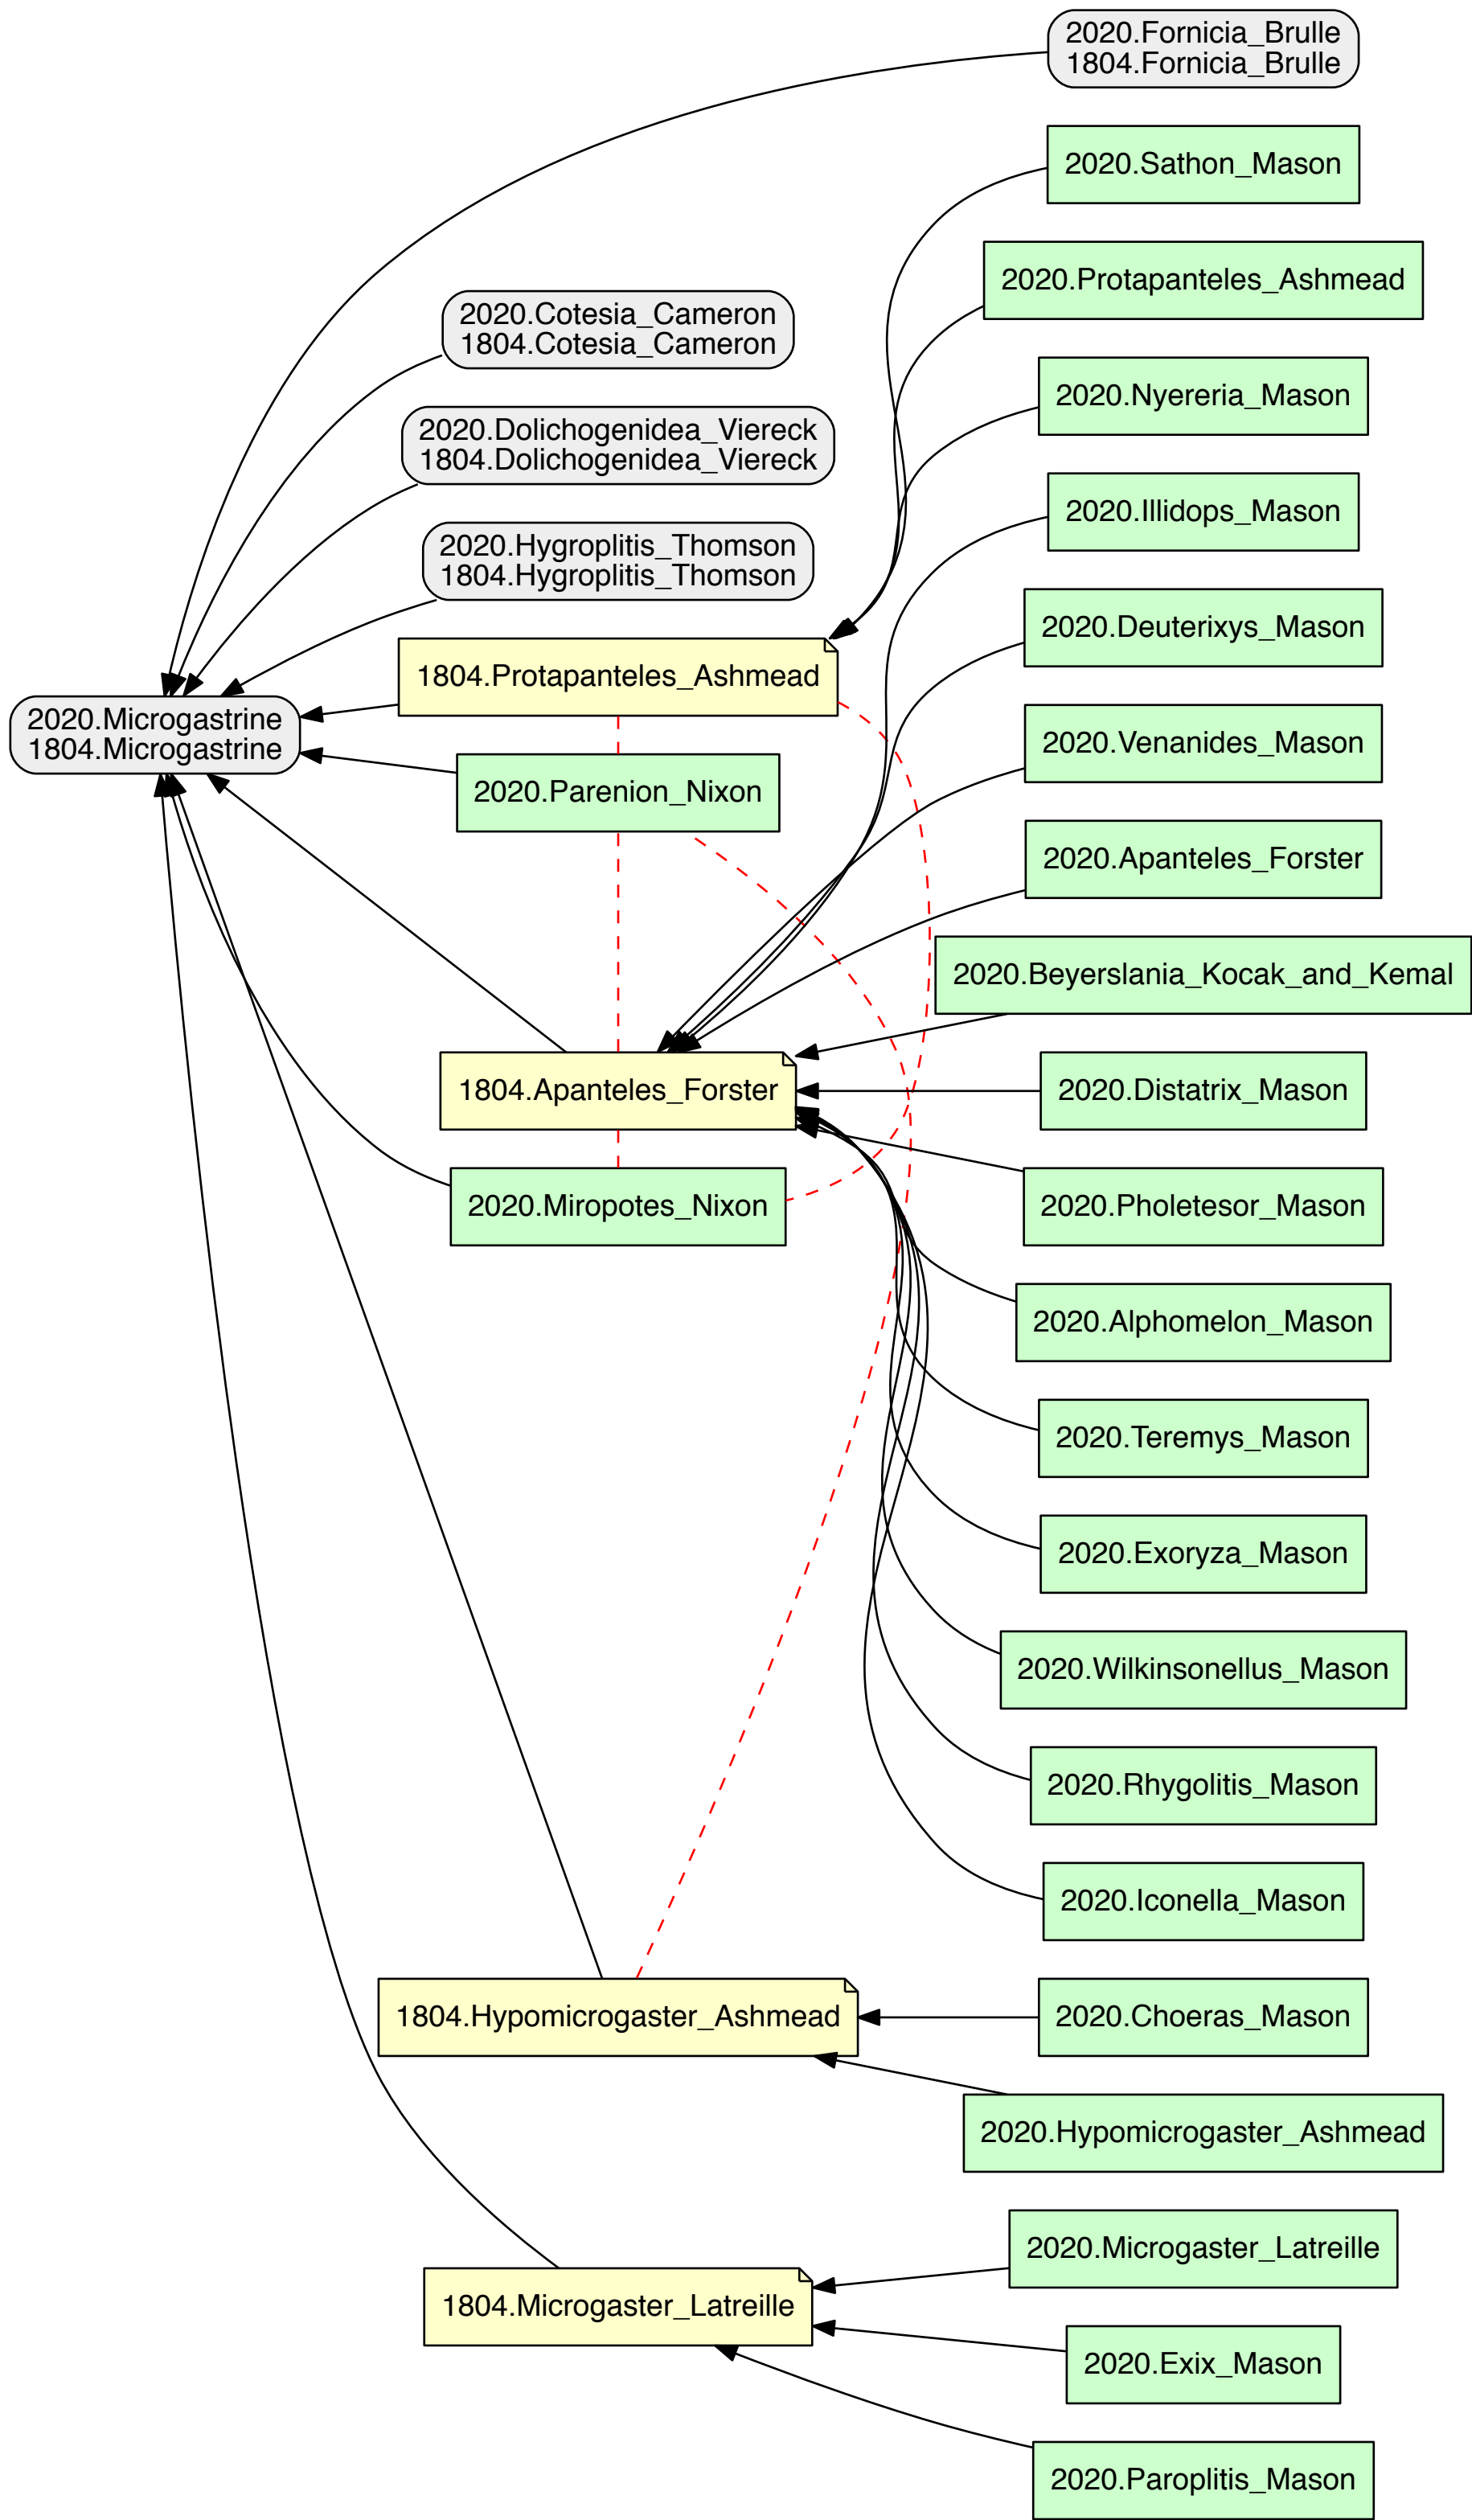 2020.Fornicia_Brulle
1804.Fornicia_Brulle
2020.Sathon_Mason
2020.Protapanteles_Ashmead
2020.Cotesia_Cameron
1804.Cotesia_Cameron
2020.Nyereria_Mason
2020.Dolichogenidea_Viereck
1804.Dolichogenidea_Viereck
2020.Illidops_Mason
2020.Hygroplitis_Thomson
1804.Hygroplitis_Thomson
2020.Deuterixys_Mason
1804.Protapanteles_Ashmead
2020.Microgastrine
1804.Microgastrine
2020.Venanides_Mason
2020.Parenion_Nixon
2020.Apanteles_Forster
2020.Beyerslania_Kocak_and_Kemal
1804.Apanteles_Forster
2020.Distatrix_Mason
2020.Miropotes_Nixon
2020.Pholetesor_Mason
2020.Alphomelon_Mason
2020.Teremys_Mason
2020.Exoryza_Mason
2020.Wilkinsonellus_Mason
2020.Rhygolitis_Mason
2020.Iconella_Mason
1804.Hypomicrogaster_Ashmead
2020.Choeras_Mason
2020.Hypomicrogaster_Ashmead
2020.Microgaster_Latreille
1804.Microgaster_Latreille
2020.Exix_Mason
2020.Paroplitis_Mason